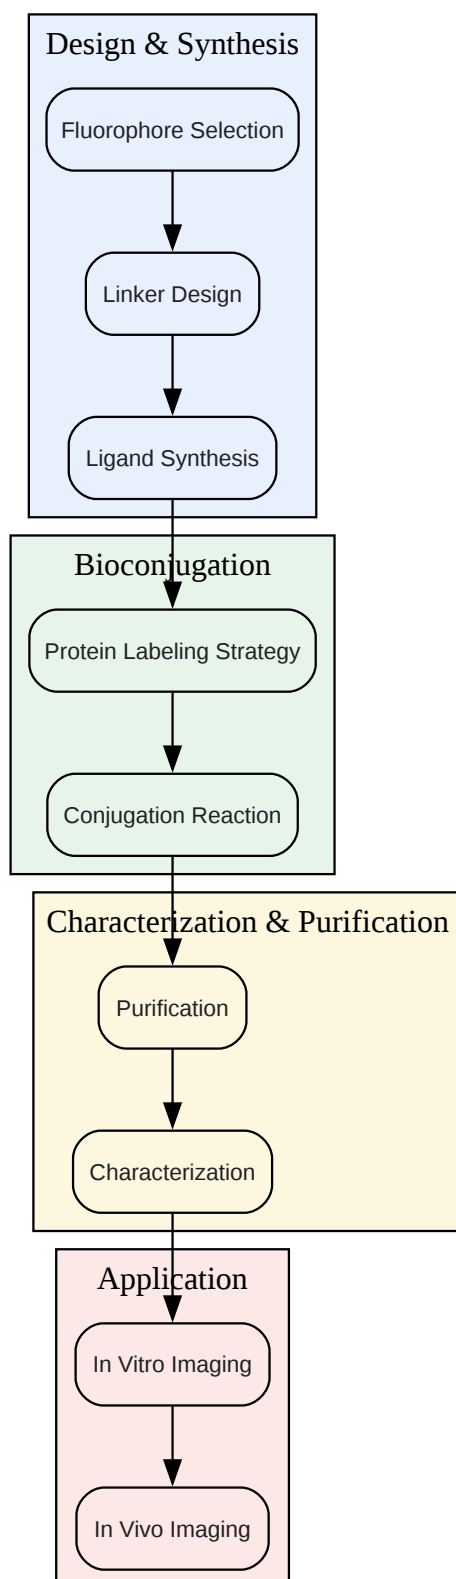 Design & Synthesis
Fluorophore Selection
Linker Design
Ligand Synthesis
Bioconjugation
Protein Labeling Strategy
Conjugation Reaction
Characterization & Purification
Purification
Characterization
Application
In Vitro Imaging
In Vivo Imaging